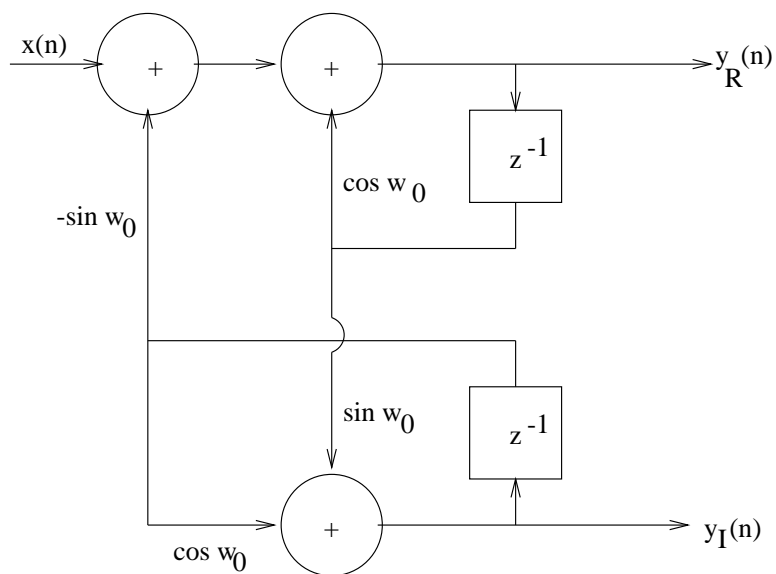 x(n)
+
+
y_R(n)
z^-1
cos w_0
-sin w_0
sin w_0
z^-1
+
cos w_0
y_I(n)